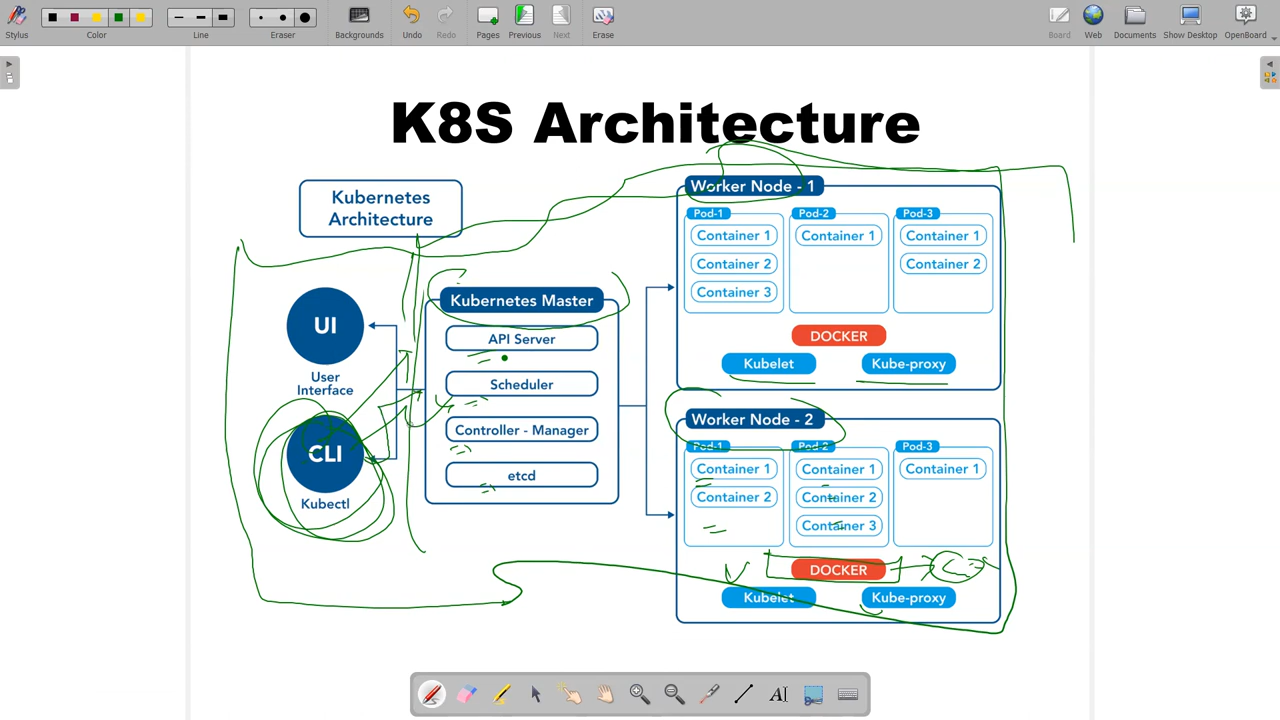 Stylus
Color
Line
Eraser
Backgrounds
Undo
Redo
Pages
Previous
Next
Erase
Board
Web
Documents
Show Desktop
OpenBoard
K8S Architecture
Kubernetes
Architecture
UI
User
Interface
CLI
Kubectl
Kubernetes Master
API Server
Scheduler
Controller - Manager
etcd
Worker Node - 1
Pod-1
Container 1
Container 2
Container 3
Pod-2
Container 1
Pod-3
Container 1
Container 2
DOCKER
Kubelet
Kube-proxy
Worker Node - 2
Pod-1
Container 1
Container 2
Pod-2
Container 1
Container 2
Container 3
Pod-3
Container 1
DOCKER
Kubelet
Kube-proxy